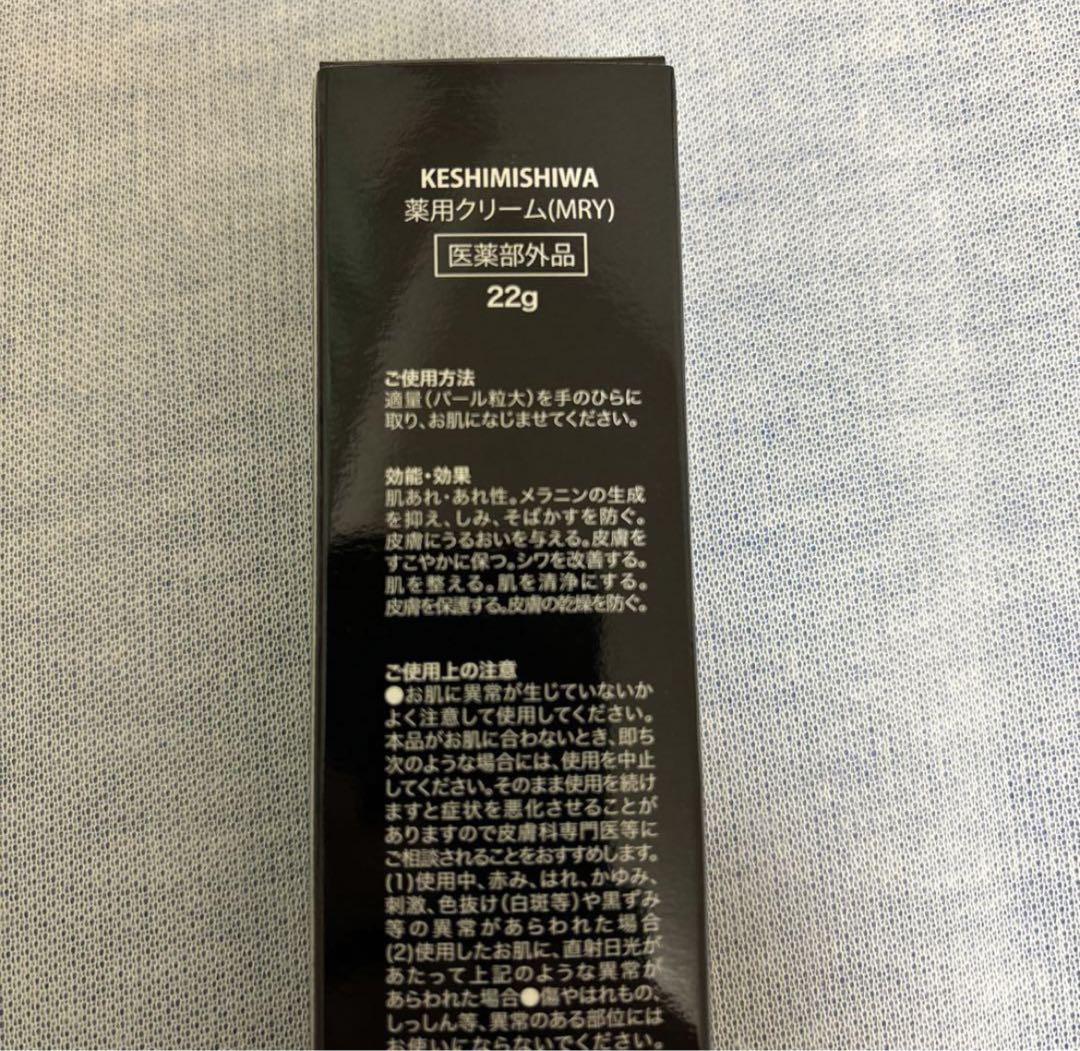 KESHIMISHIWA
薬用クリーム(MRY)
医薬部外品
22g
ご使用方法
適量(パール粒大)を手のひらに
取り、お肌になじませてください。
効能・効果
肌あれ・あれ性。メラニンの生成
を抑え、しみ、そばかすを防ぐ。
皮膚にうるおいを与える。皮膚を
すこやかに保つ。シワを改善する。
肌を整える。肌を清浄にする。
皮膚を保護する。皮膚の乾燥を防ぐ。
ご使用上の注意
●お肌に異常が生じていないか
よく注意して使用してください。
本品がお肌に合わないとき、即ち
次のような場合には、使用を中止
してください。そのまま使用を続け
ますと症状を悪化させることが
ありますので皮膚科専門医等に
ご相談されることをおすすめします。
(1)使用中、赤み、はれ、かゆみ、
刺激、色抜け(白斑等)や黒ずみ
等の異常があらわれた場合
(2)使用したお肌に、直射日光が
あたって上記のような異常が
あらわれた場合●傷やはれもの、
しっしん等、異常のある部位には
お使いにならないでください。